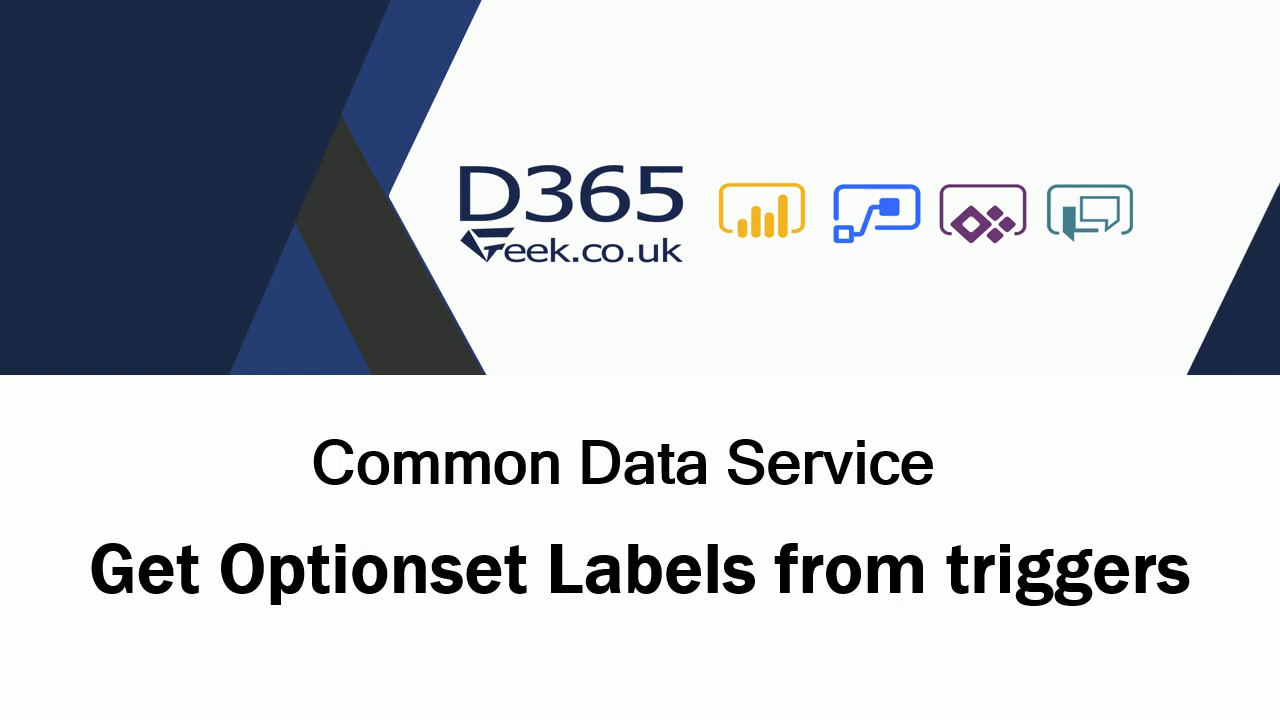 D365
Geek.co.uk
Common Data Service
Get Optionset Labels from triggers